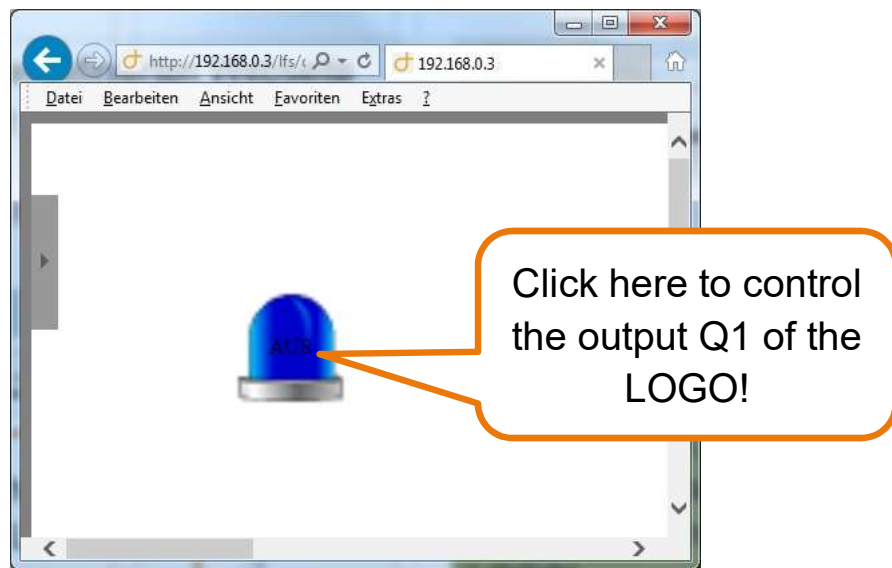 http://192.168.0.3/lfs/
192.168.0.3
Datei Bearbeiten Ansicht Favoriten Extras ?
AUS
Click here to control
the output Q1 of the
LOGO!